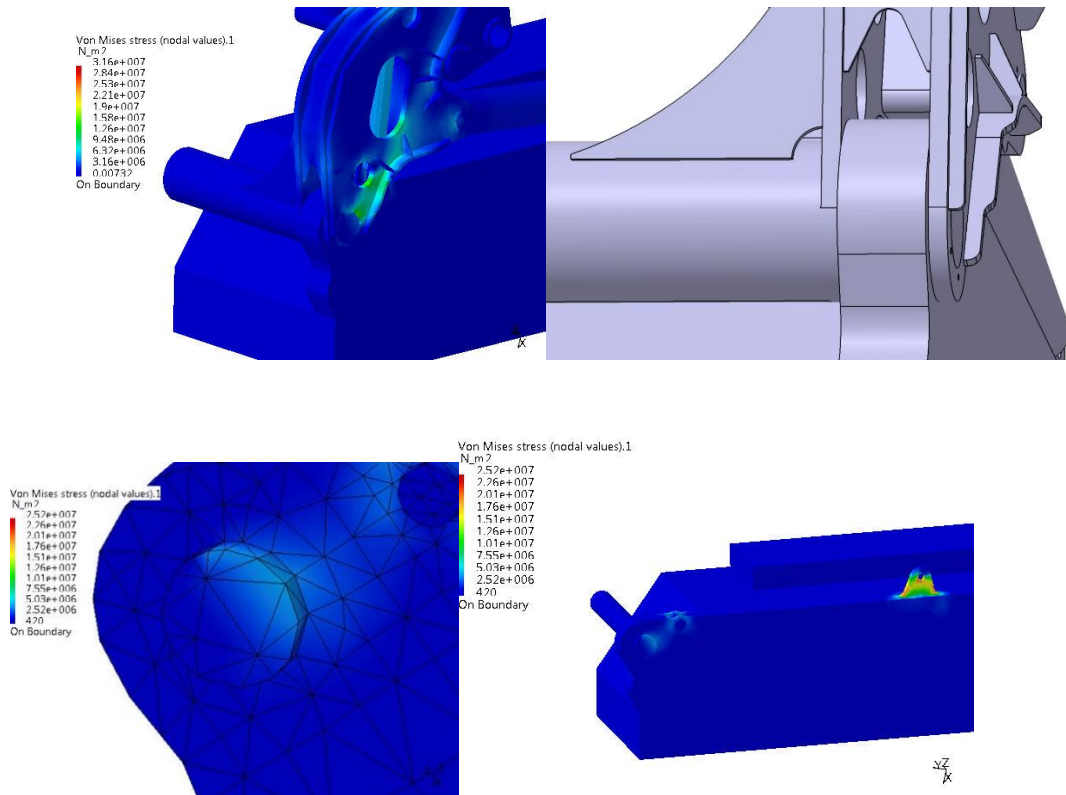 Von Mises stress (nodal values).1
N_m2
3.16e+007
2.84e+007
2.53e+007
2.21e+007
1.9e+007
1.58e+007
1.26e+007
9.48e+006
6.32e+006
3.16e+006
0.00732
On Boundary
X
Von Mises stress (nodal values).1
N_m2
2.52e+007
2.26e+007
2.01e+007
1.76e+007
1.51e+007
1.26e+007
1.01e+007
7.55e+006
5.03e+006
2.52e+006
420
On Boundary
Von Mises stress (nodal values).1
N_m2
2.52e+007
2.26e+007
2.01e+007
1.76e+007
1.51e+007
1.26e+007
1.01e+007
7.55e+006
5.03e+006
2.52e+006
420
On Boundary
yZ
X